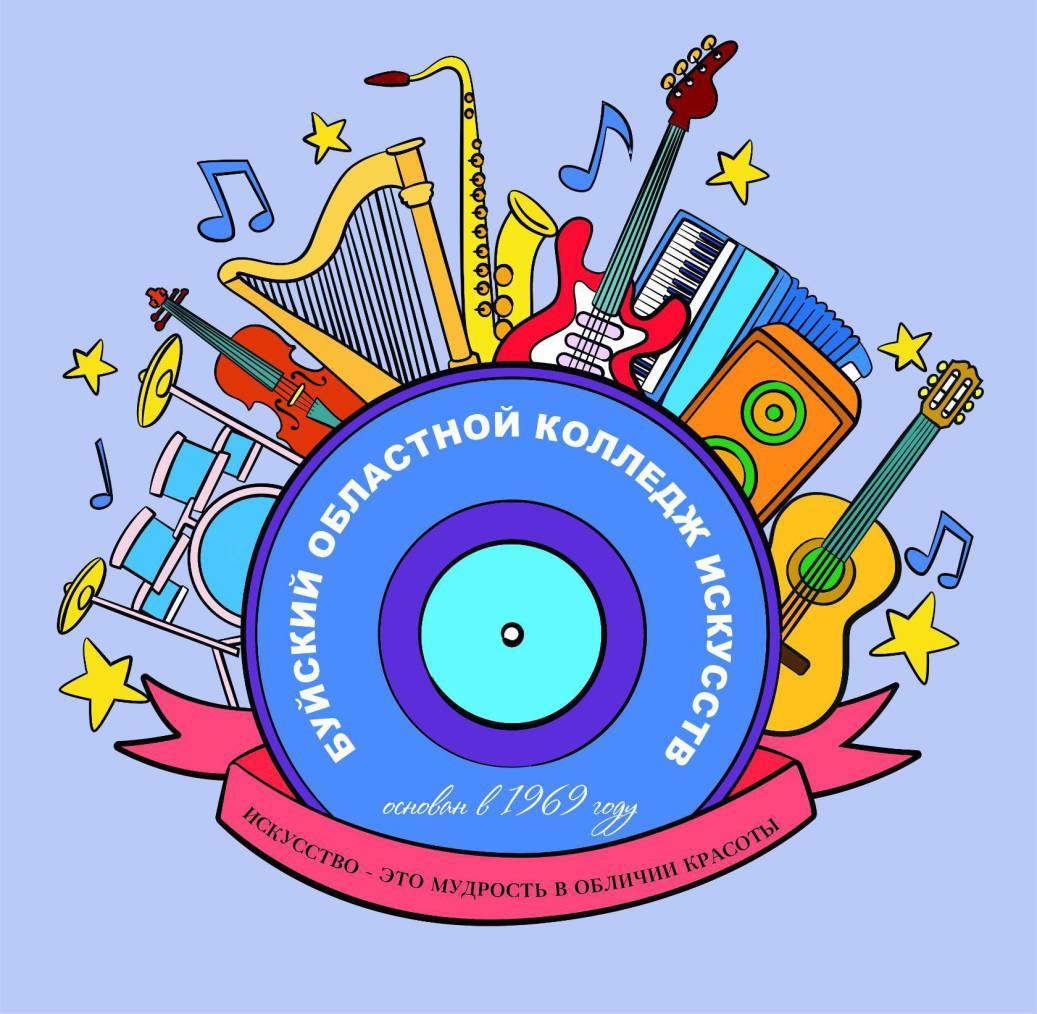 БУЙСКИЙ ОБЛАСТНОЙ КОЛЛЕДЖ ИСКУССТВ
основан в 1969 году
ИСКУССТВО - ЭТО МУДРОСТЬ В ОБЛИЧИИ КРАСОТЫ